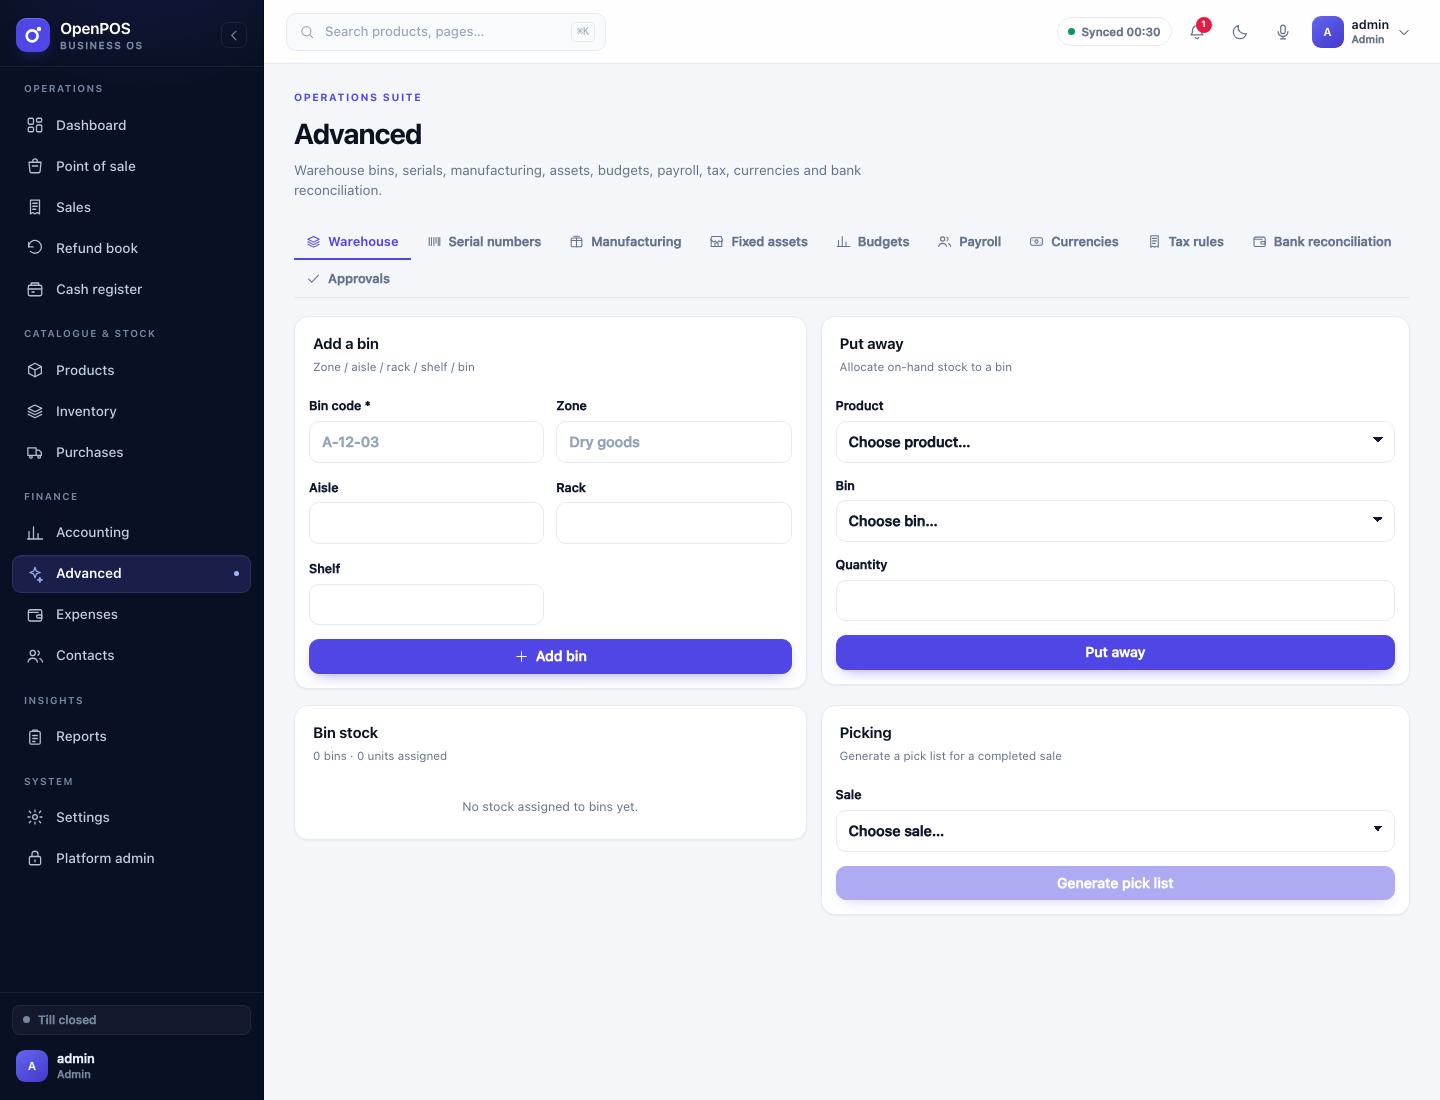 OpenPOS
BUSINESS OS
OPERATIONS
Dashboard
Point of sale
Sales
Refund book
Cash register
CATALOGUE & STOCK
Products
Inventory
Purchases
FINANCE
Accounting
Advanced
Expenses
Contacts
INSIGHTS
Reports
SYSTEM
Settings
Platform admin
Till closed
A
admin
Admin
Search products, pages...
⌘K
Synced 00:30
1
A
admin
Admin
OPERATIONS SUITE
Advanced
Warehouse bins, serials, manufacturing, assets, budgets, payroll, tax, currencies and bank
reconciliation.
Warehouse
Serial numbers
Manufacturing
Fixed assets
Budgets
Payroll
Currencies
Tax rules
Bank reconciliation
Approvals
Add a bin
Zone / aisle / rack / shelf / bin
Bin code *
Zone
A-12-03
Dry goods
Aisle
Rack
Shelf
+ Add bin
Put away
Allocate on-hand stock to a bin
Product
Choose product...
Bin
Choose bin...
Quantity
Put away
Bin stock
0 bins · 0 units assigned
No stock assigned to bins yet.
Picking
Generate a pick list for a completed sale
Sale
Choose sale...
Generate pick list